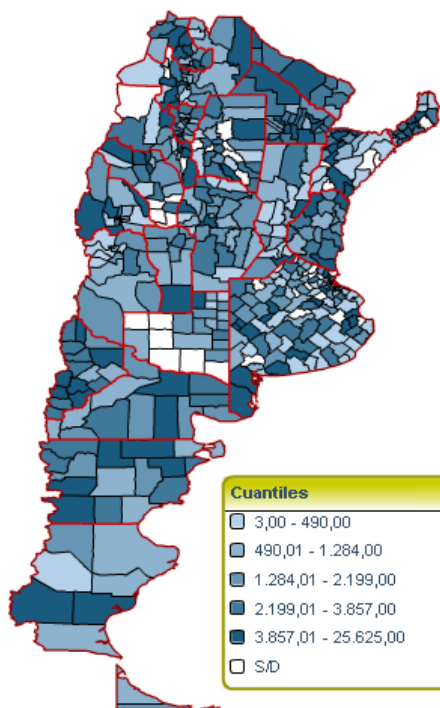 Cuantiles
3,00 - 490,00
490,01 - 1.284,00
1.284,01 - 2.199,00
2.199,01 - 3.857,00
3.857,01 - 25.625,00
S/D